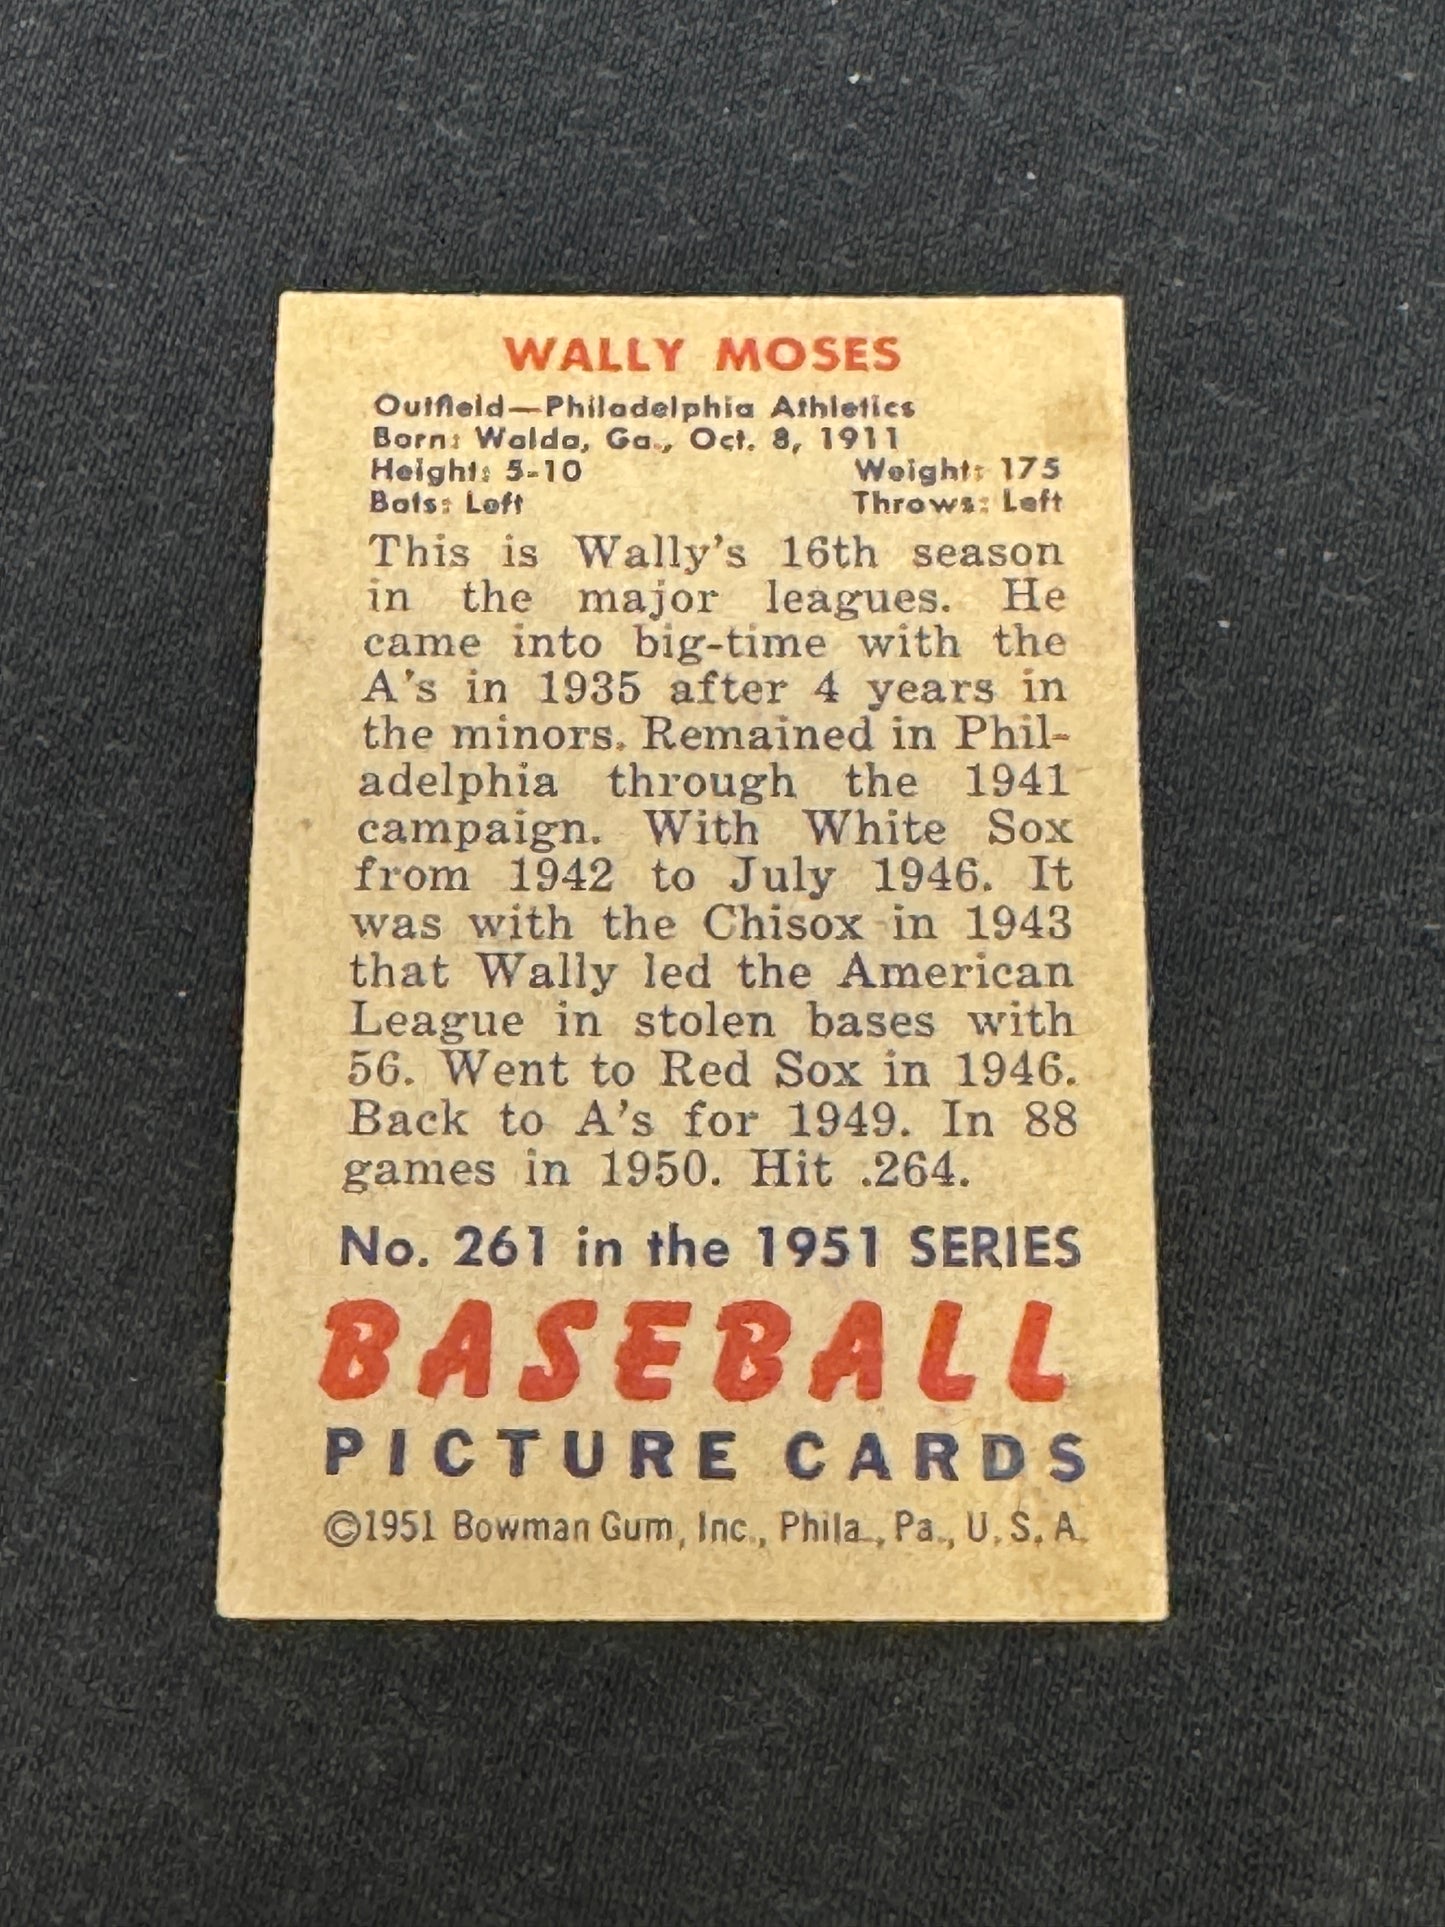 WALLY MOSES
Outfield—Philadelphia Athletics
Born: Walda, Ga., Oct. 8, 1911
Height: 5-10 Weight: 175
Bats: Left Throws: Left
This is Wally's 16th season
in the major leagues. He
came into big-time with the
A's in 1935 after 4 years in
the minors. Remained in Phil-
adelphia through the 1941
campaign. With White Sox
from 1942 to July 1946. It
was with the Chisox in 1943
that Wally led the American
League in stolen bases with
56. Went to Red Sox in 1946.
Back to A's for 1949. In 88
games in 1950. Hit .264.
No. 261 in the 1951 SERIES
BASEBALL
PICTURE CARDS
©1951 Bowman Gum, Inc., Phila., Pa., U. S. A.